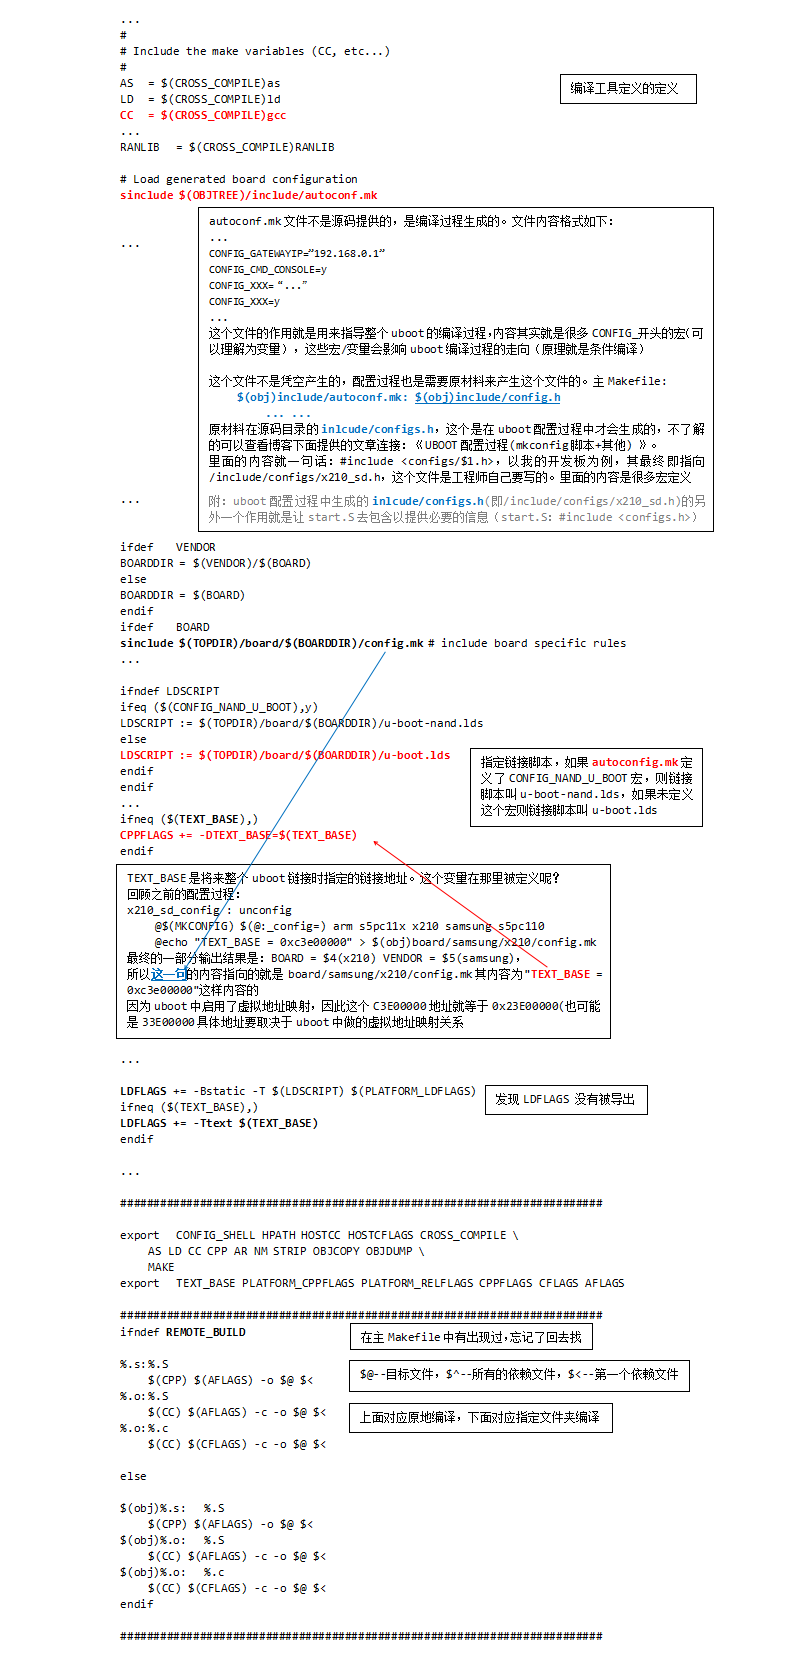 ...
#
# Include the make variables (CC, etc...)
#
AS  = $(CROSS_COMPILE)as
编译工具定义的定义
LD  = $(CROSS_COMPILE)ld
CC  = $(CROSS_COMPILE)gcc
...
RANLIB  = $(CROSS_COMPILE)RANLIB
# Load generated board configuration
sinclude $(OBJTREE)/include/autoconf.mk
...
autoconf.mk文件不是源码提供的，是编译过程生成的。文件内容格式如下：
...
CONFIG_GATEWAYIP=”192.168.0.1”
CONFIG_CMD_CONSOLE=y
CONFIG_XXX=“...”
CONFIG_XXX=y
...
这个文件的作用就是用来指导整个uboot的编译过程,内容其实就是很多CONFIG_开头的宏(可
以理解为变量），这些宏/变量会影响uboot编译过程的走向（原理就是条件编译）
这个文件不是凭空产生的，配置过程也是需要原材料来产生这个文件的。主Makefile:
$(obj)include/autoconf.mk: $(obj)include/config.h
... ...
原材料在源码目录的inlcude/configs.h，这个是在uboot配置过程中才会生成的，不了解
的可以查看博客下面提供的文章连接：《UBOOT配置过程(mkconfig脚本+其他) 》。
里面的内容就一句话：#include <configs/$1.h>，以我的开发板为例，其最终即指向
/include/configs/x210_sd.h，这个文件是工程师自己要写的。里面的内容是很多宏定义
附：uboot配置过程中生成的inlcude/configs.h(即/include/configs/x210_sd.h)的另
外一个作用就是让start.S去包含以提供必要的信息（start.S：#include <configs.h>）
...
ifdef   VENDOR
BOARDDIR = $(VENDOR)/$(BOARD)
else
BOARDDIR = $(BOARD)
endif
ifdef   BOARD
sinclude $(TOPDIR)/board/$(BOARDDIR)/config.mk # include board specific rules
...
ifndef LDSCRIPT
ifeq ($(CONFIG_NAND_U_BOOT),y)
LDSCRIPT := $(TOPDIR)/board/$(BOARDDIR)/u-boot-nand.lds
else
LDSCRIPT := $(TOPDIR)/board/$(BOARDDIR)/u-boot.lds
endif
endif
指定链接脚本，如果autoconfig.mk定
义了CONFIG_NAND_U_BOOT宏，则链接
脚本叫u-boot-nand.lds，如果未定义
这个宏则链接脚本叫u-boot.lds
...
ifneq ($(TEXT_BASE),)
CPPFLAGS += -DTEXT_BASE=$(TEXT_BASE)
endif
TEXT_BASE是将来整个uboot链接时指定的链接地址。这个变量在那里被定义呢？
回顾之前的配置过程：
x210_sd_config : unconfig
@$(MKCONFIG) $(@:_config=) arm s5pc11x x210 samsung s5pc110
@echo "TEXT_BASE = 0xc3e00000" > $(obj)board/samsung/x210/config.mk
最终的一部分输出结果是：BOARD = $4(x210) VENDOR = $5(samsung)，
所以这一句的内容指向的就是board/samsung/x210/config.mk其内容为"TEXT_BASE =
0xc3e00000"这样内容的
因为uboot中启用了虚拟地址映射，因此这个C3E00000地址就等于0x23E00000(也可能
是33E00000具体地址要取决于uboot中做的虚拟地址映射关系
...
LDFLAGS += -Bstatic -T $(LDSCRIPT) $(PLATFORM_LDFLAGS)
发现LDFLAGS 没有被导出
ifneq ($(TEXT_BASE),)
LDFLAGS += -Ttext $(TEXT_BASE)
endif
...
#########################################################################
export  CONFIG_SHELL HPATH HOSTCC HOSTCFLAGS CROSS_COMPILE \
AS LD CC CPP AR NM STRIP OBJCOPY OBJDUMP \
MAKE
export  TEXT_BASE PLATFORM_CPPFLAGS PLATFORM_RELFLAGS CPPFLAGS CFLAGS AFLAGS
#########################################################################
ifndef REMOTE_BUILD
在主Makefile中有出现过,忘记了回去找
%.s:%.S
$(CPP) $(AFLAGS) -o $@ $<
$@--目标文件，$^--所有的依赖文件，$<--第一个依赖文件
%.o:%.S
$(CC) $(AFLAGS) -c -o $@ $<
上面对应原地编译，下面对应指定文件夹编译
%.o:%.c
$(CC) $(CFLAGS) -c -o $@ $<
else
$(obj)%.s:  %.S
$(CPP) $(AFLAGS) -o $@ $<
$(obj)%.o:  %.S
$(CC) $(AFLAGS) -c -o $@ $<
$(obj)%.o:  %.c
$(CC) $(CFLAGS) -c -o $@ $<
endif
#########################################################################